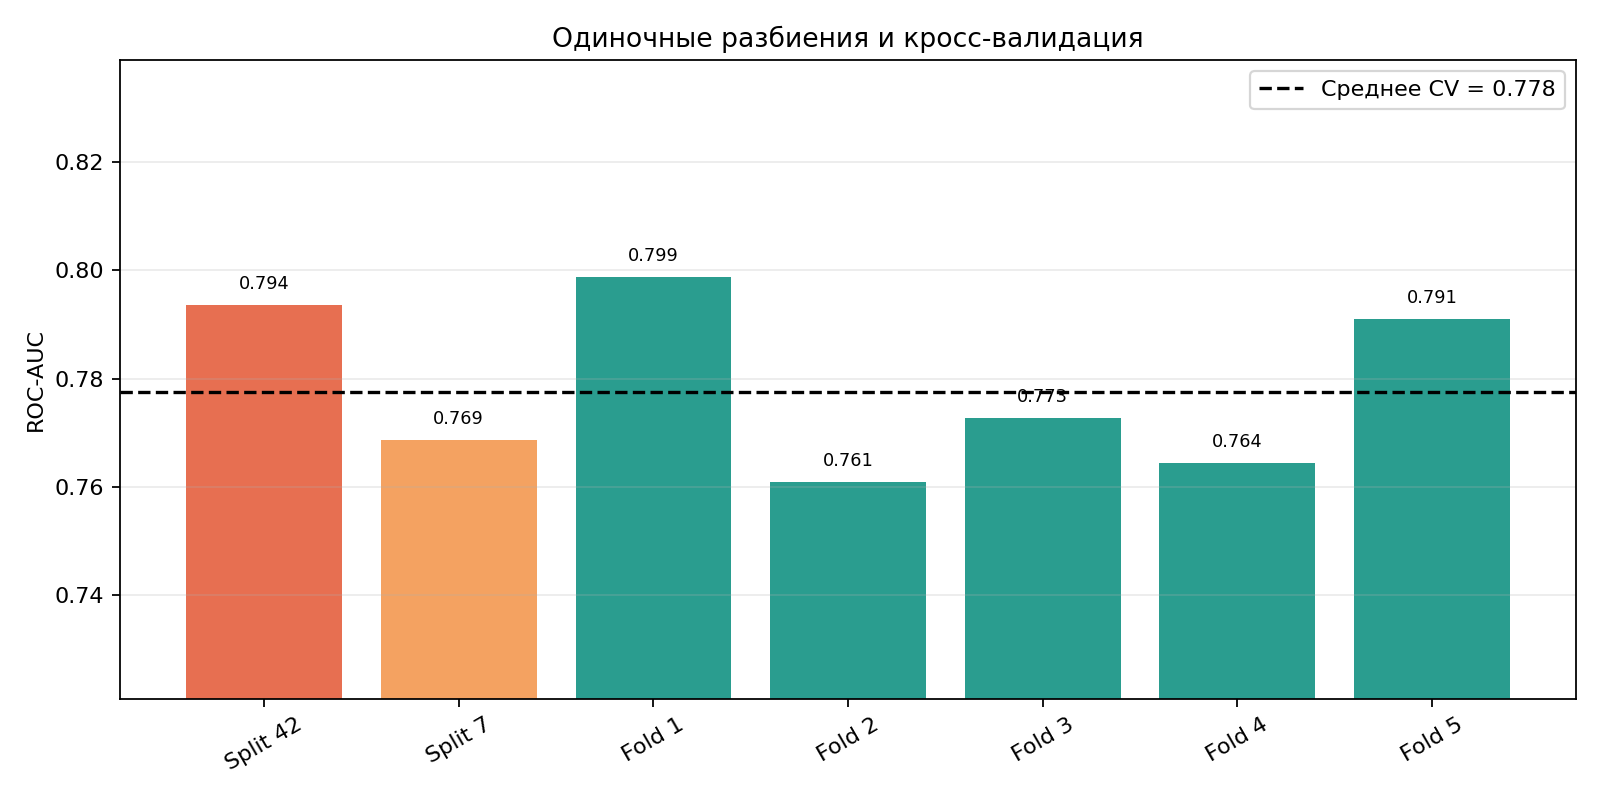 Одиночные разбиения и кросс-валидация
Среднее CV = 0.778
ROC-AUC
0.82
0.80
0.78
0.76
0.74
0.794
0.769
0.799
0.761
0.773
0.764
0.791
Split 42
Split 7
Fold 1
Fold 2
Fold 3
Fold 4
Fold 5